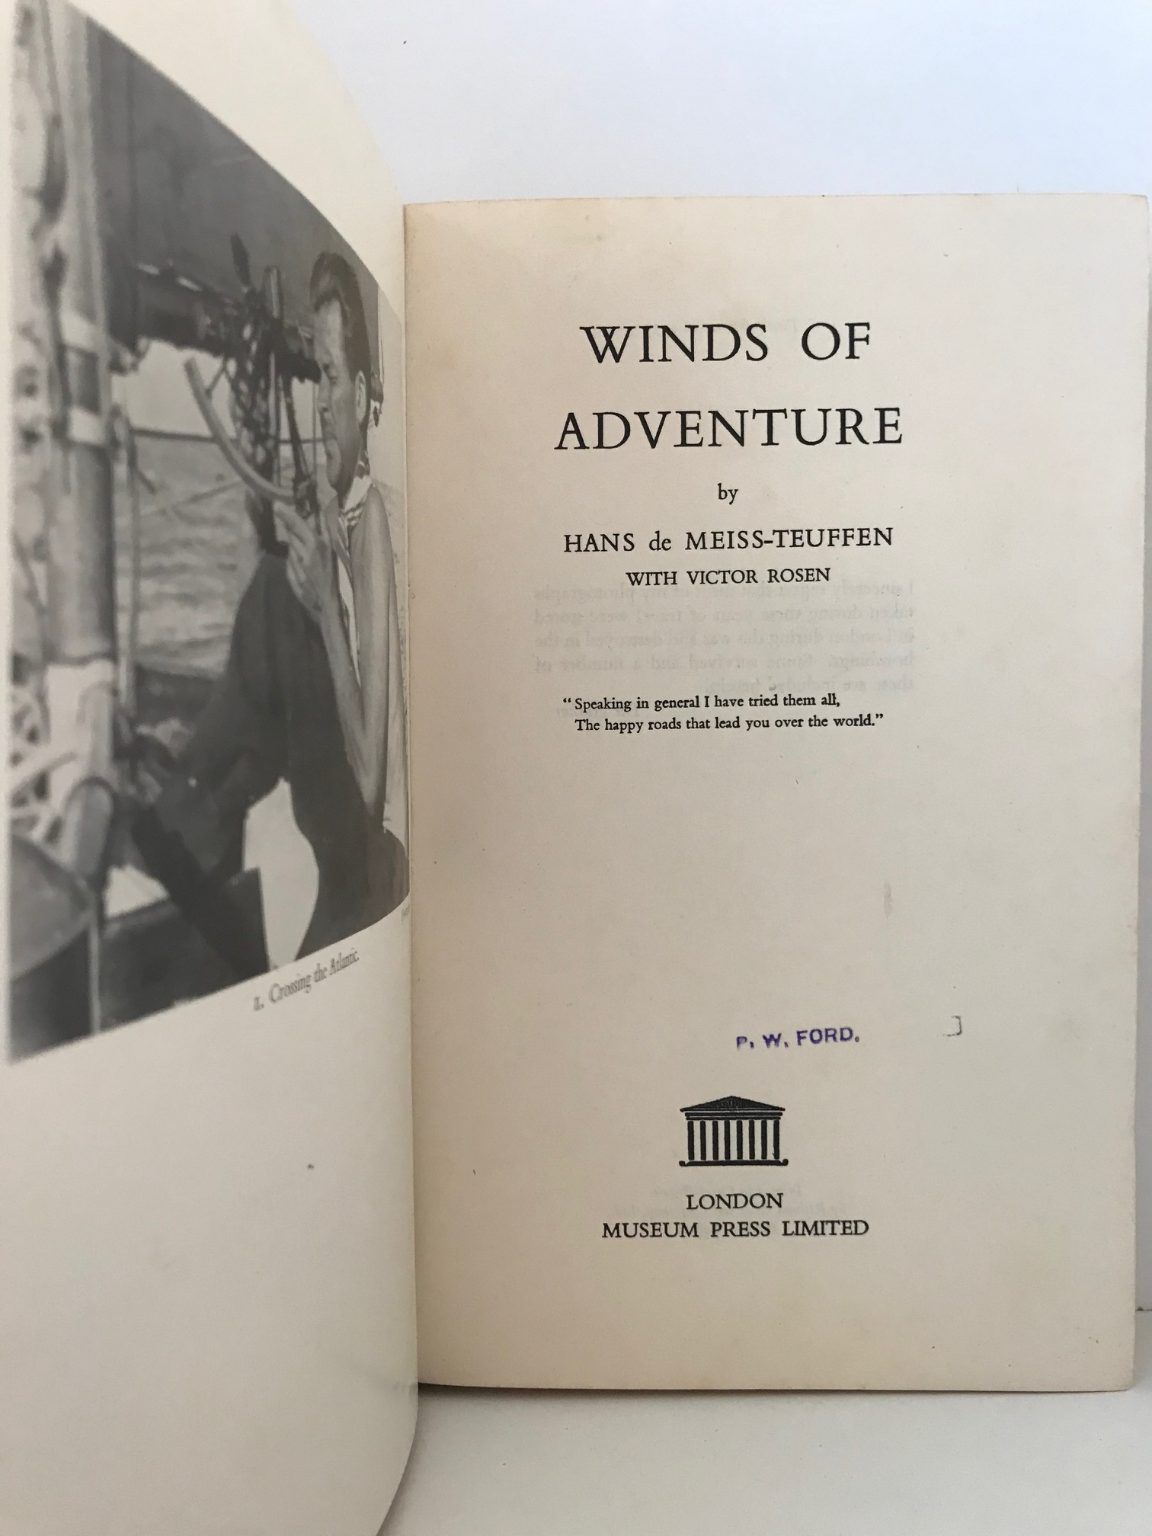 1. Crossing the Atlantic.
WINDS OF
ADVENTURE
by
HANS de MEISS-TEUFFEN
WITH VICTOR ROSEN
“Speaking in general I have tried them all,
The happy roads that lead you over the world.”
P. W. FORD.
LONDON
MUSEUM PRESS LIMITED